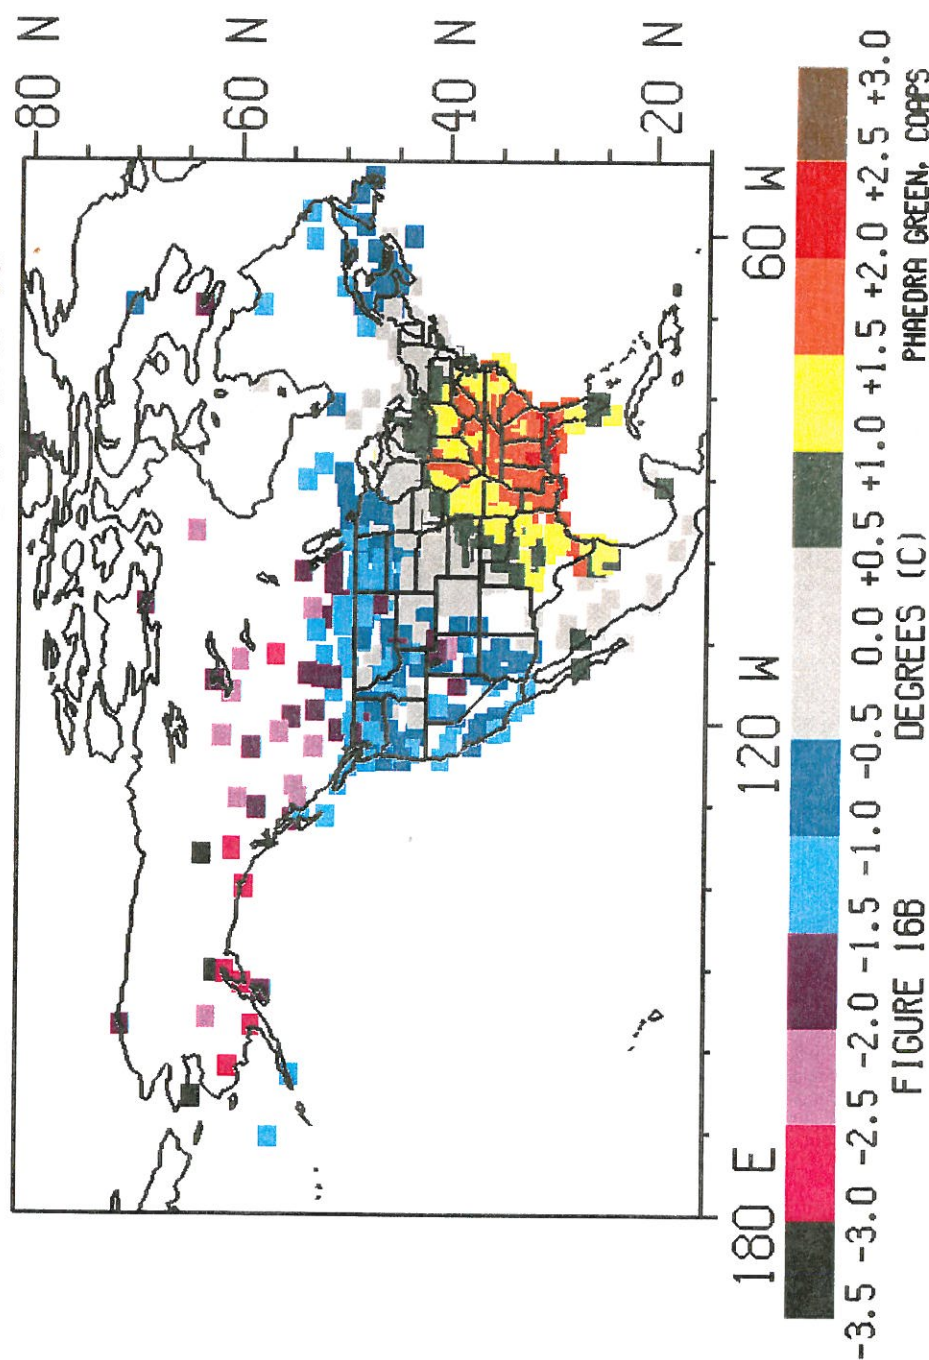 80 N
60 N
40 N
20 N
180 E
120 W
60 W
-3.5 -3.0 -2.5 -2.0 -1.5 -1.0 -0.5 0.0 +0.5 +1.0 +1.5 +2.0 +2.5 +3.0
FIGURE 16B
DEGREES (C)
PHAEDRA GREEN, COAPS